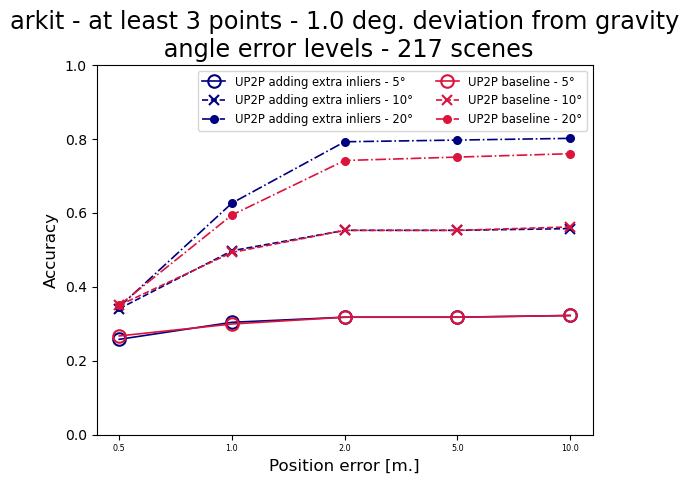 arkit - at least 3 points - 1.0 deg. deviation from gravity
angle error levels - 217 scenes
UP2P adding extra inliers - 5°
UP2P adding extra inliers - 10°
UP2P adding extra inliers - 20°
UP2P baseline - 5°
UP2P baseline - 10°
UP2P baseline - 20°
Accuracy
1.0
0.8
0.6
0.4
0.2
0.0
0.5 1.0 2.0 5.0 10.0
Position error [m.]